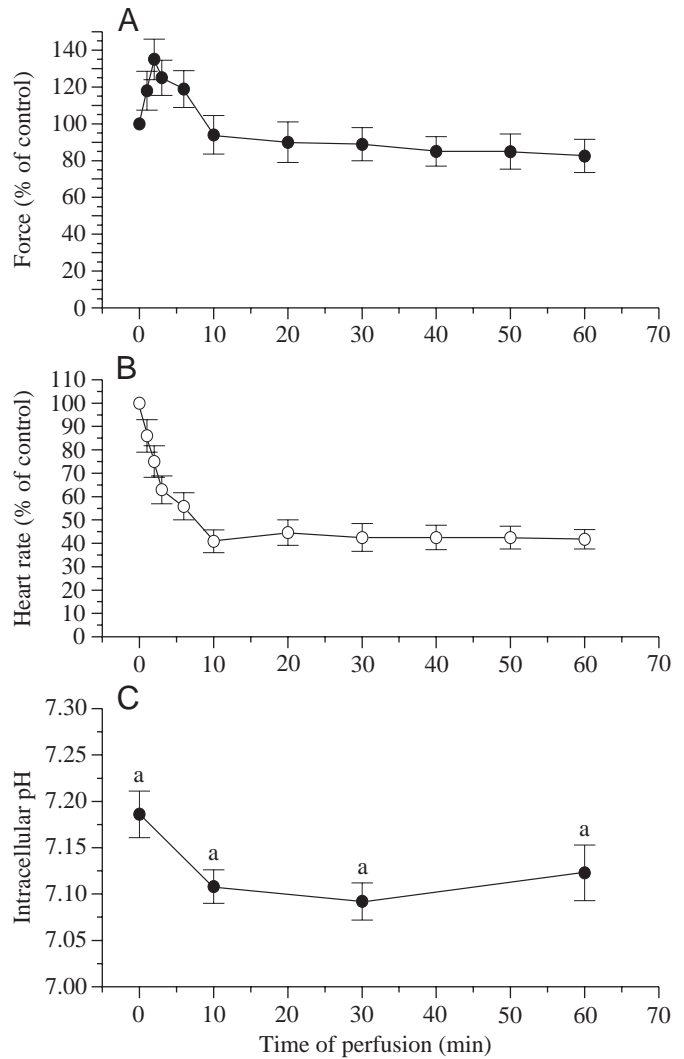 A
Force (% of control)
140
120
100
80
60
40
20
0
0 10 20 30 40 50 60 70
B
Heart rate (% of control)
110
100
90
80
70
60
50
40
30
20
10
0
0 10 20 30 40 50 60 70
C
Intracellular pH
7.30
7.25
7.20
7.15
7.10
7.05
7.00
a
a
a
a
0 10 20 30 40 50 60 70
Time of perfusion (min)